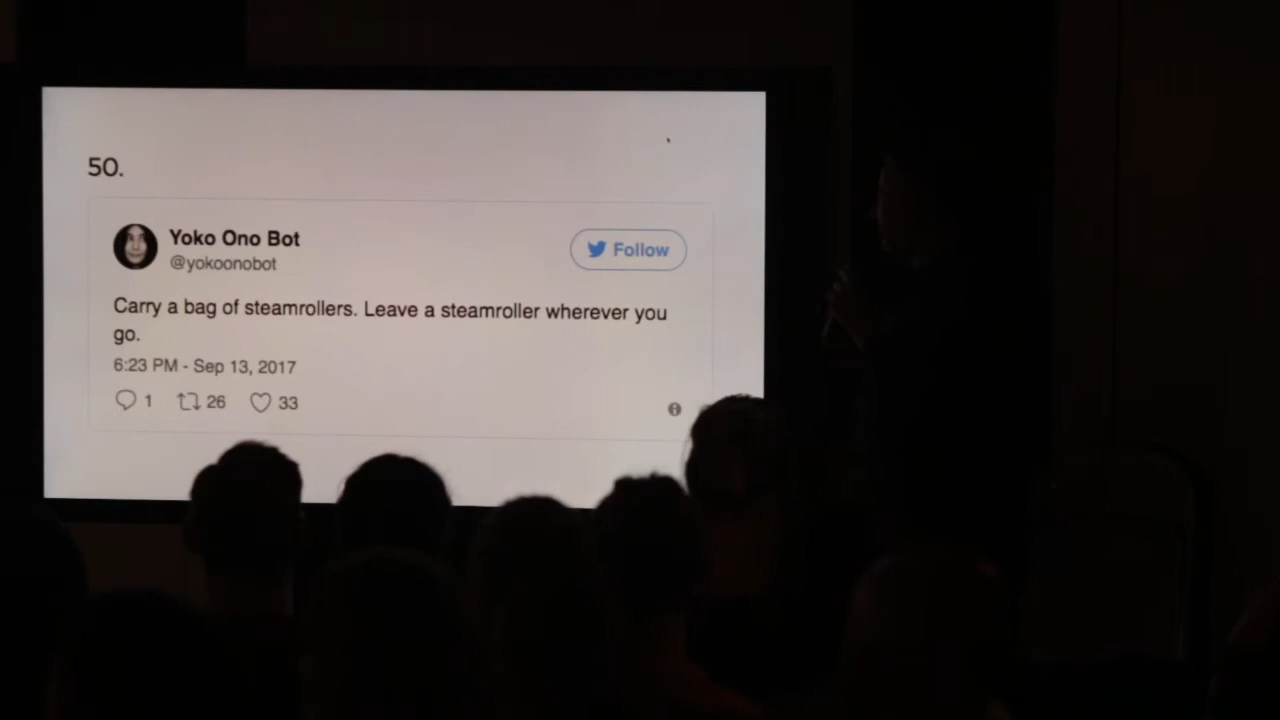 50.
Yoko Ono Bot
@yokoonobot
Follow
Carry a bag of steamrollers. Leave a steamroller wherever you
go.
6:23 PM - Sep 13, 2017
1 26 33